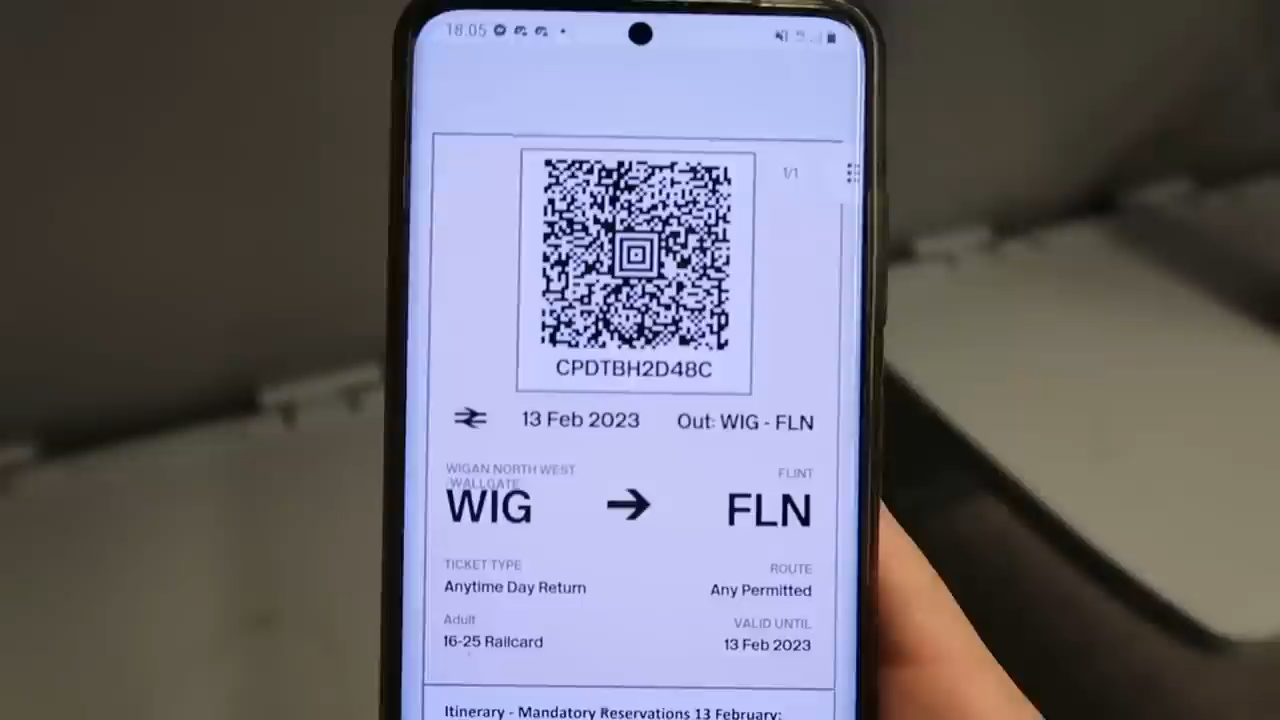 18.05
1/1
CPDTBH2D48C
13 Feb 2023 Out: WIG - FLN
WIGAN NORTH WEST FLINT
/WALLGATE
WIG → FLN
TICKET TYPE ROUTE
Anytime Day Return Any Permitted
Adult VALID UNTIL
16-25 Railcard 13 Feb 2023
Itinerary - Mandatory Reservations 13 February: